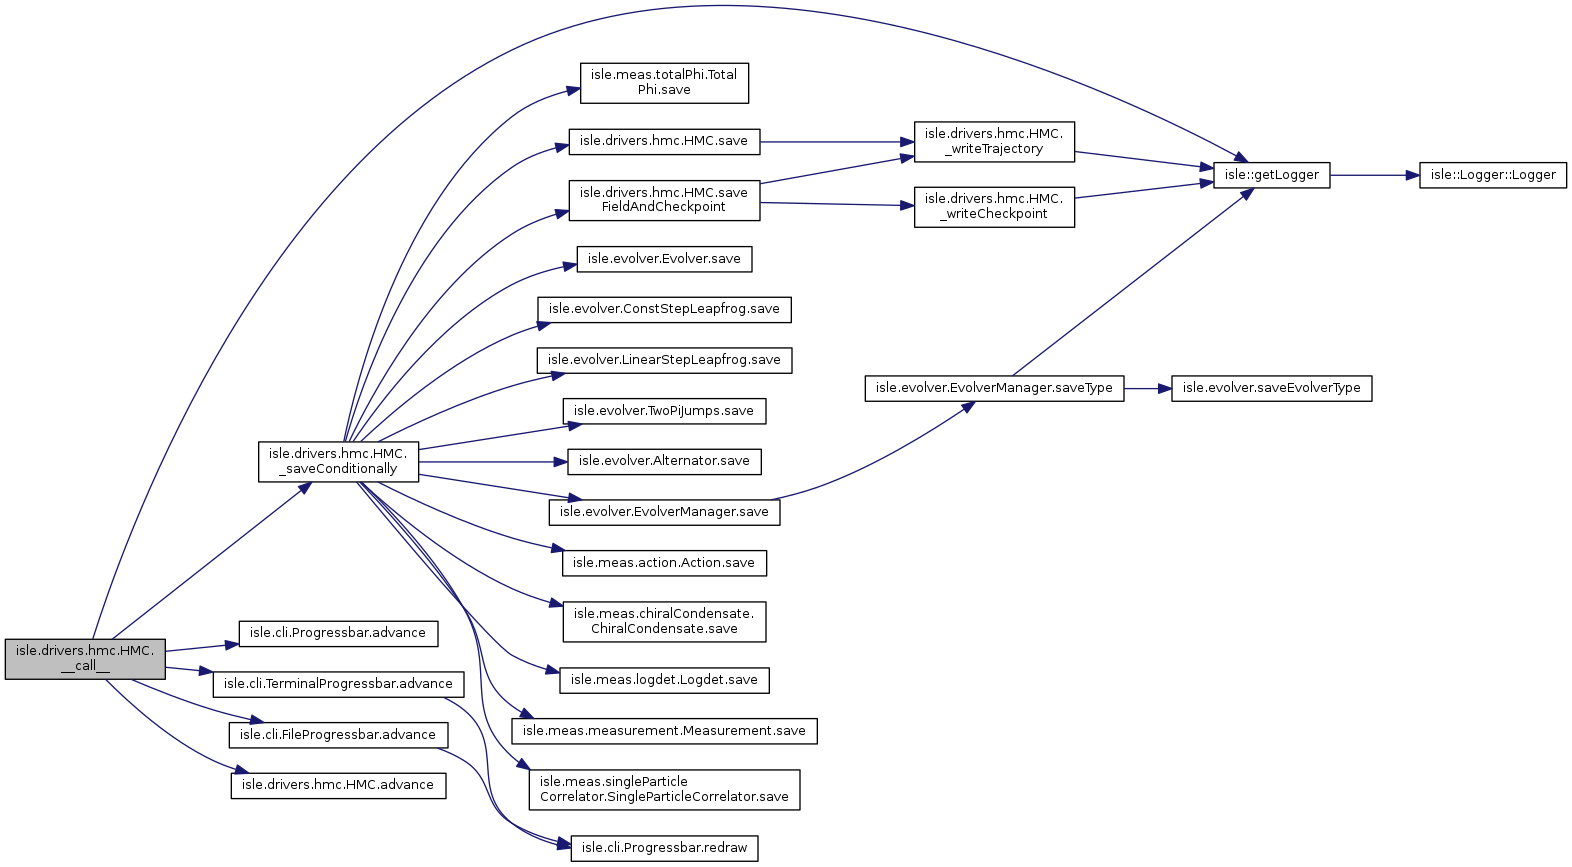 isle.meas.totalPhi.Total
Phi.save
isle.drivers.hmc.HMC.save
isle.drivers.hmc.HMC.save
FieldAndCheckpoint
isle.drivers.hmc.HMC.
_writeTrajectory
isle.drivers.hmc.HMC.
_writeCheckpoint
isle::getLogger
isle::Logger::Logger
isle.evolver.Evolver.save
isle.evolver.ConstStepLeapfrog.save
isle.evolver.LinearStepLeapfrog.save
isle.evolver.EvolverManager.saveType
isle.evolver.saveEvolverType
isle.evolver.TwoPiJumps.save
isle.drivers.hmc.HMC.
_saveConditionally
isle.evolver.Alternator.save
isle.evolver.EvolverManager.save
isle.meas.action.Action.save
isle.meas.chiralCondensate.
ChiralCondensate.save
isle.drivers.hmc.HMC.
__call__
isle.cli.Progressbar.advance
isle.cli.TerminalProgressbar.advance
isle.meas.logdet.Logdet.save
isle.cli.FileProgressbar.advance
isle.meas.measurement.Measurement.save
isle.drivers.hmc.HMC.advance
isle.meas.singleParticle
Correlator.SingleParticleCorrelator.save
isle.cli.Progressbar.redraw